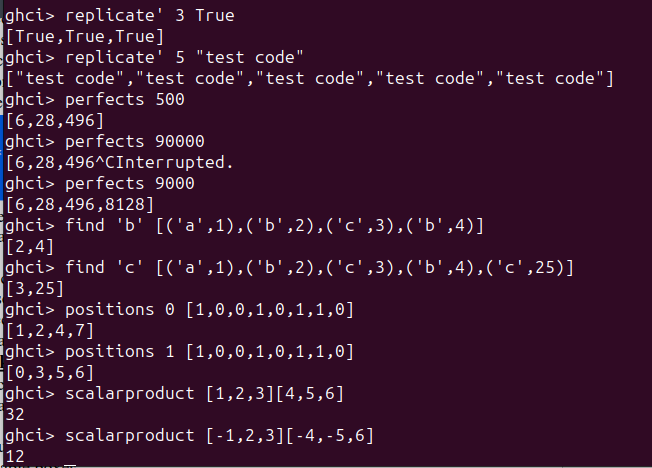 ghci> replicate' 3 True
[True,True,True]
ghci> replicate' 5 "test code"
["test code","test code","test code","test code","test code"]
ghci> perfects 500
[6,28,496]
ghci> perfects 90000
[6,28,496^CInterrupted.
ghci> perfects 9000
[6,28,496,8128]
ghci> find 'b' [('a',1),('b',2),('c',3),('b',4)]
[2,4]
ghci> find 'c' [('a',1),('b',2),('c',3),('b',4),('c',25)]
[3,25]
ghci> positions 0 [1,0,0,1,0,1,1,0]
[1,2,4,7]
ghci> positions 1 [1,0,0,1,0,1,1,0]
[0,3,5,6]
ghci> scalarproduct [1,2,3][4,5,6]
32
ghci> scalarproduct [-1,2,3][-4,-5,6]
12